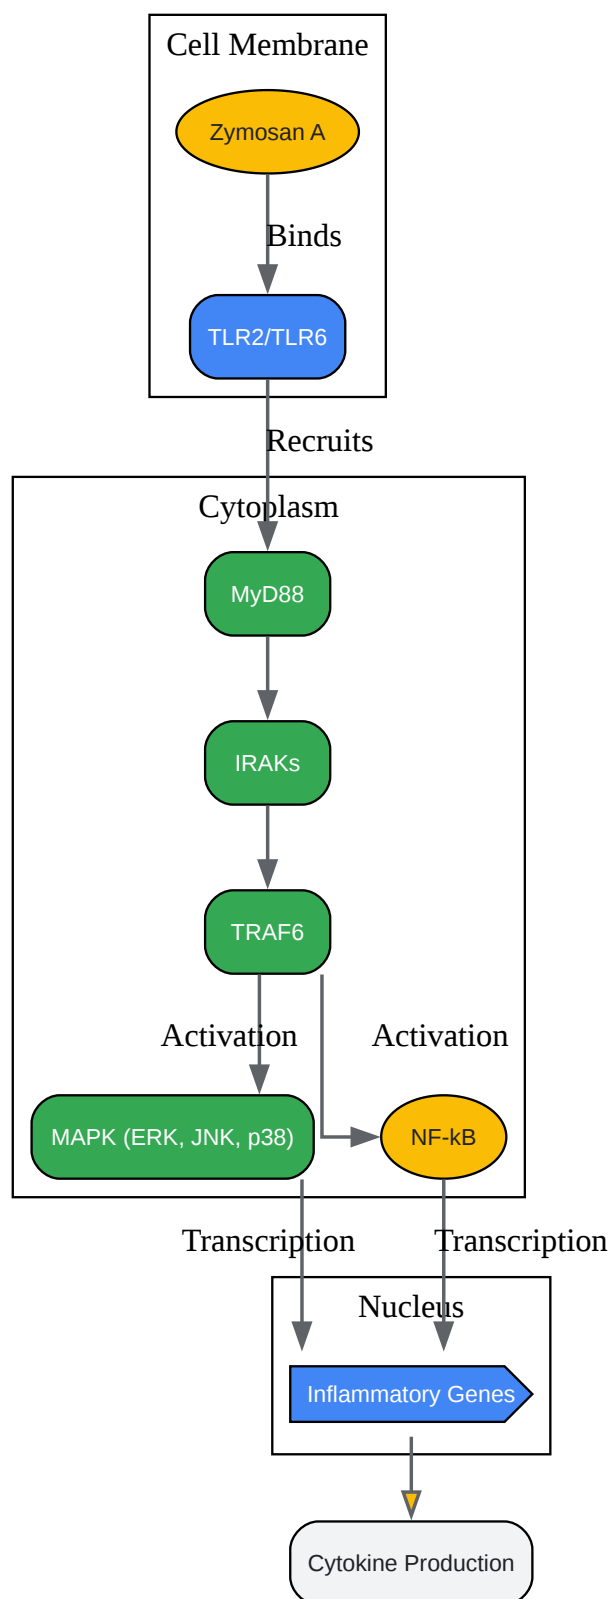 Cell Membrane
Zymosan A
Binds
TLR2/TLR6
Recruits
Cytoplasm
MyD88
IRAKs
TRAF6
Activation
Activation
MAPK (ERK, JNK, p38)
NF-kB
Transcription
Transcription
Nucleus
Inflammatory Genes
Cytokine Production